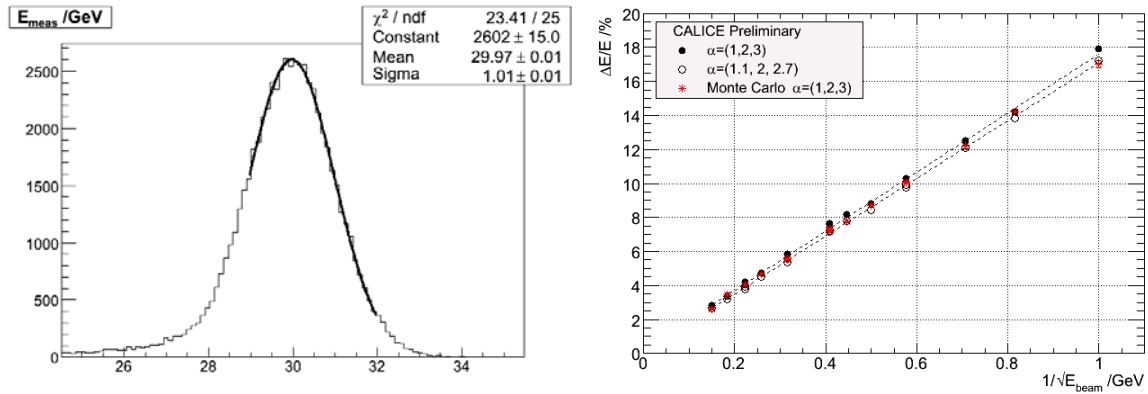 E_meas /GeV
χ² / ndf 23.41 / 25
Constant 2602 ± 15.0
Mean 29.97 ± 0.01
Sigma 1.01 ± 0.01
2500
2000
1500
1000
500
0
26 28 30 32 34
ΔE/E /%
20
18
16
14
12
10
8
6
4
2
0
CALICE Preliminary
α=(1,2,3)
α=(1.1, 2, 2.7)
Monte Carlo α=(1,2,3)
0 0.2 0.4 0.6 0.8 1
1/√E_beam /GeV